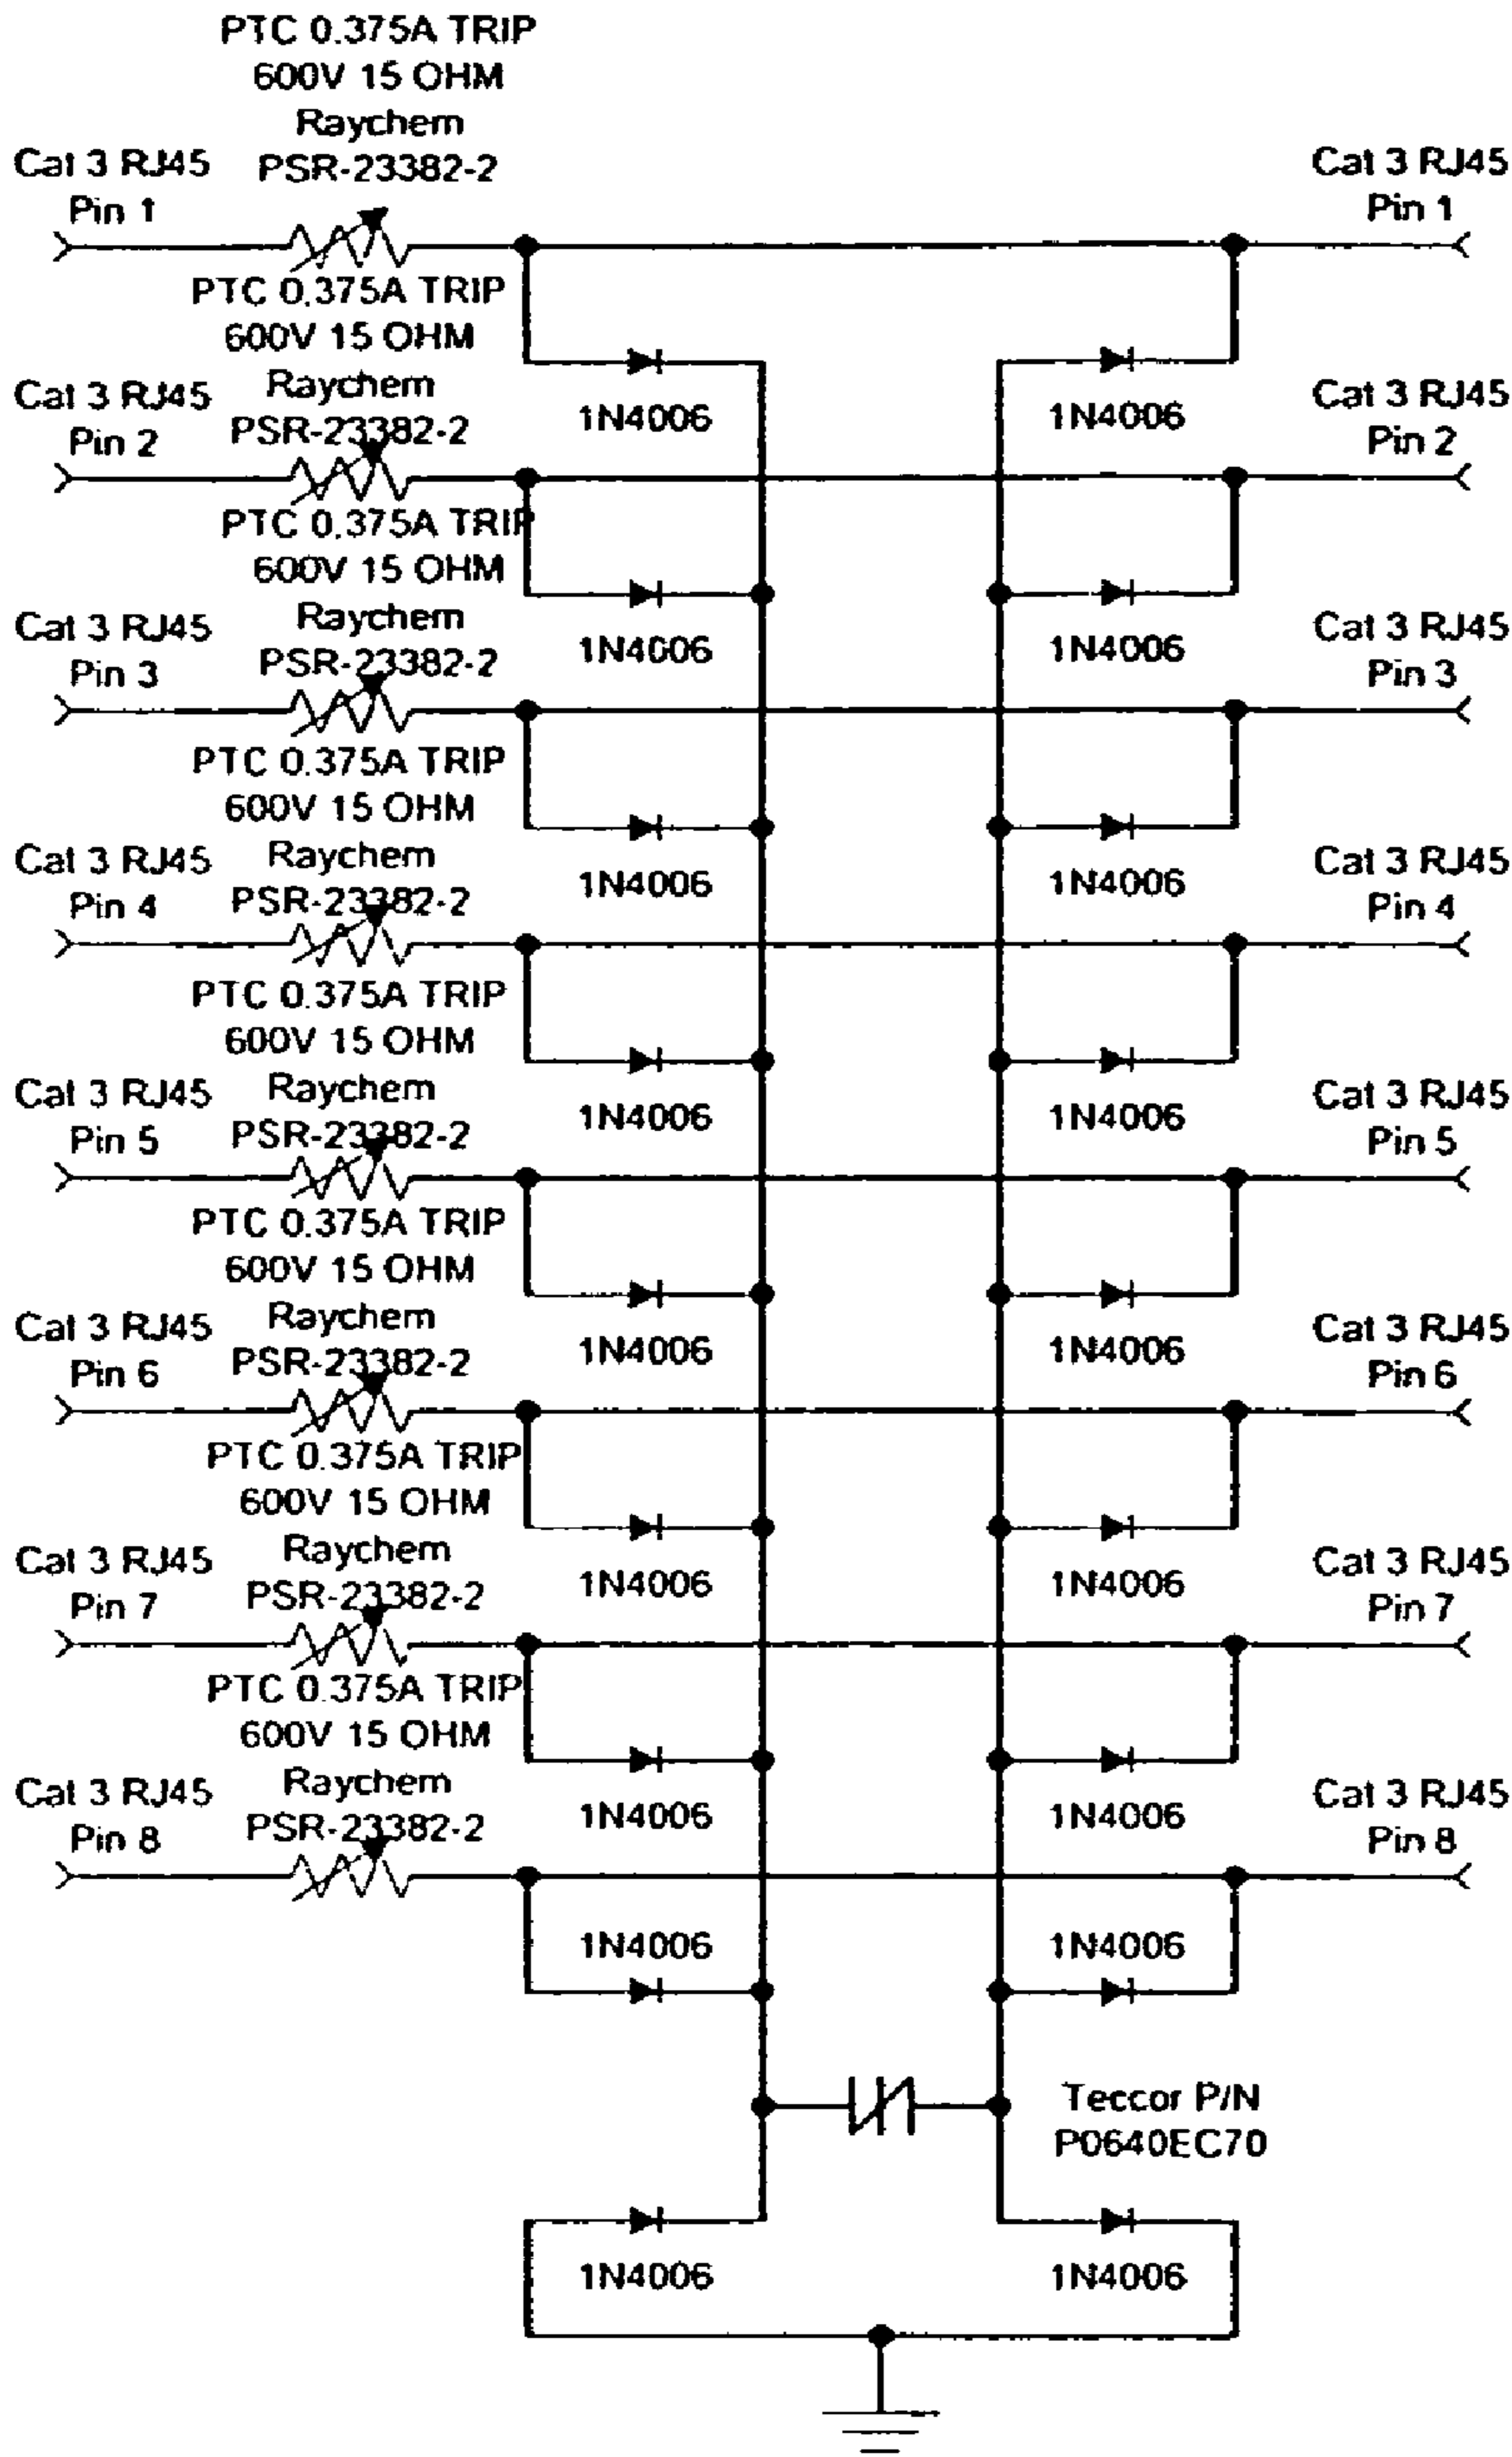 PTC 0.375A TRIP
600V 15 OHM
Raychem
PSR-23382-2
Cat 3 RJ45
Pin 1
Cat 3 RJ45
Pin 1
PTC 0.375A TRIP
600V 15 OHM
Raychem
PSR-23382-2
1N4006
1N4006
Cat 3 RJ45
Pin 2
Cat 3 RJ45
Pin 2
PTC 0.375A TRIP
600V 15 OHM
Raychem
PSR-23382-2
1N4006
1N4006
Cat 3 RJ45
Pin 3
Cat 3 RJ45
Pin 3
PTC 0.375A TRIP
600V 15 OHM
Raychem
PSR-23382-2
1N4006
1N4006
Cat 3 RJ45
Pin 4
Cat 3 RJ45
Pin 4
PTC 0.375A TRIP
600V 15 OHM
Raychem
PSR-23382-2
1N4006
1N4006
Cat 3 RJ45
Pin 5
Cat 3 RJ45
Pin 5
PTC 0.375A TRIP
600V 15 OHM
Raychem
PSR-23382-2
1N4006
1N4006
Cat 3 RJ45
Pin 6
Cat 3 RJ45
Pin 6
PTC 0.375A TRIP
600V 15 OHM
Raychem
PSR-23382-2
1N4006
1N4006
Cat 3 RJ45
Pin 7
Cat 3 RJ45
Pin 7
PTC 0.375A TRIP
600V 15 OHM
Raychem
PSR-23382-2
1N4006
1N4006
Cat 3 RJ45
Pin 8
Cat 3 RJ45
Pin 8
1N4006
1N4006
Teccor P/N
P0640EC70
1N4006
1N4006